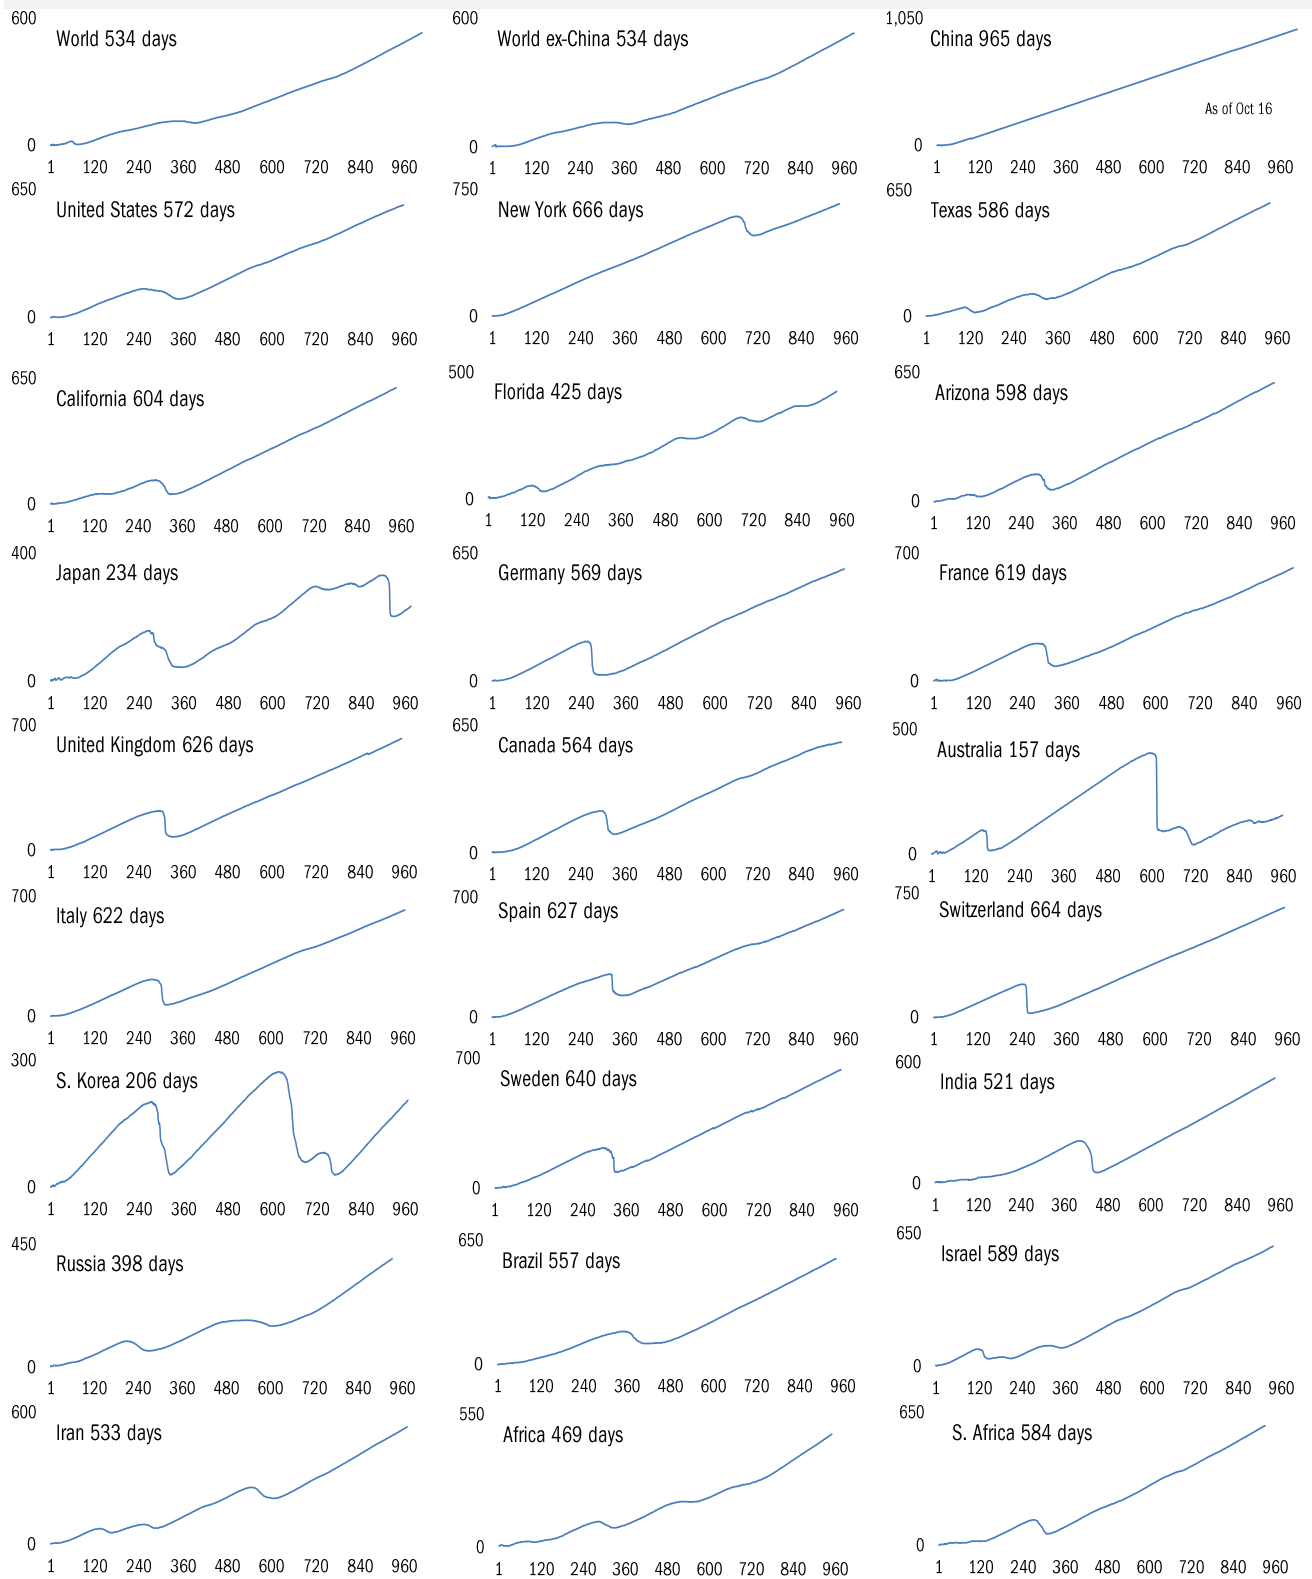 600
World 534 days
0
1 120 240 360 480 600 720 840 960
600
World ex-China 534 days
0
1 120 240 360 480 600 720 840 960
1,050
China 965 days
As of Oct 16
0
1 120 240 360 480 600 720 840 960
650
United States 572 days
0
1 120 240 360 480 600 720 840 960
750
New York 666 days
0
1 120 240 360 480 600 720 840 960
650
Texas 586 days
0
1 120 240 360 480 600 720 840 960
650
California 604 days
0
1 120 240 360 480 600 720 840 960
500
Florida 425 days
0
1 120 240 360 480 600 720 840 960
650
Arizona 598 days
0
1 120 240 360 480 600 720 840 960
400
Japan 234 days
0
1 120 240 360 480 600 720 840 960
650
Germany 569 days
0
1 120 240 360 480 600 720 840 960
700
France 619 days
0
1 120 240 360 480 600 720 840 960
700
United Kingdom 626 days
0
1 120 240 360 480 600 720 840 960
650
Canada 564 days
0
1 120 240 360 480 600 720 840 960
500
Australia 157 days
0
1 120 240 360 480 600 720 840 960
700
Italy 622 days
0
1 120 240 360 480 600 720 840 960
700
Spain 627 days
0
1 120 240 360 480 600 720 840 960
750
Switzerland 664 days
0
1 120 240 360 480 600 720 840 960
300
S. Korea 206 days
0
1 120 240 360 480 600 720 840 960
700
Sweden 640 days
0
1 120 240 360 480 600 720 840 960
600
India 521 days
0
1 120 240 360 480 600 720 840 960
450
Russia 398 days
0
1 120 240 360 480 600 720 840 960
650
Brazil 557 days
0
1 120 240 360 480 600 720 840 960
650
Israel 589 days
0
1 120 240 360 480 600 720 840 960
600
Iran 533 days
0
1 120 240 360 480 600 720 840 960
550
Africa 469 days
0
1 120 240 360 480 600 720 840 960
650
S. Africa 584 days
0
1 120 240 360 480 600 720 840 960